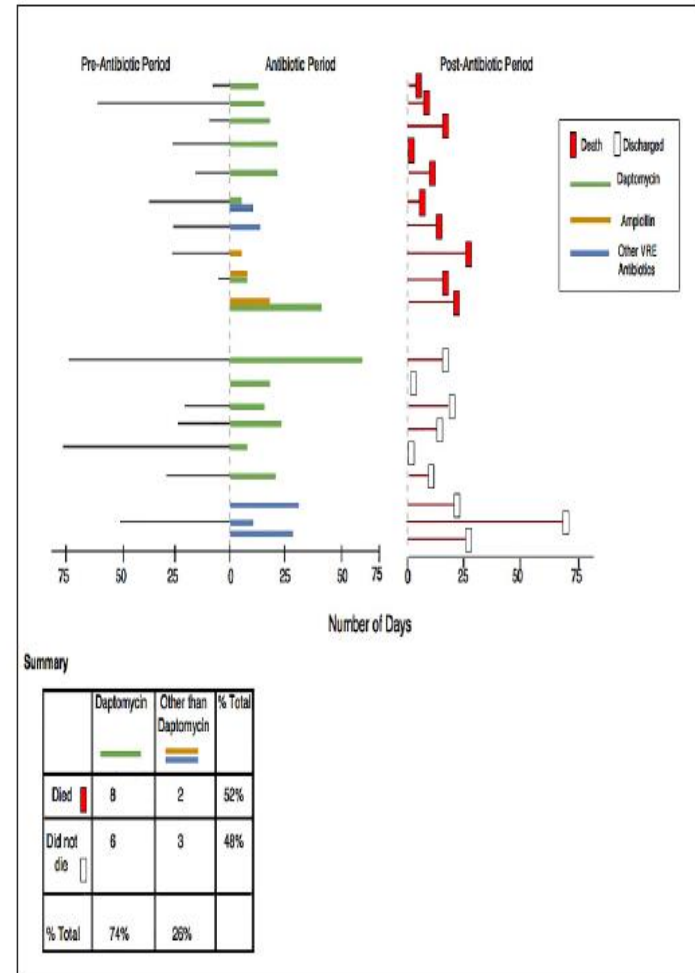 Pre-Antibiotic Period Antibiotic Period Post-Antibiotic Period
Death Discharged
Daptomycin
Ampicillin
Other VRE
Antibiotics
75 25 0 25 50 75 0 25 50 75
Number of Days
Summary
Daptomycin Other than % Total
Daptomycin
Died 8 2 52%
Did not 6 3 48%
die
% Total 74% 26%